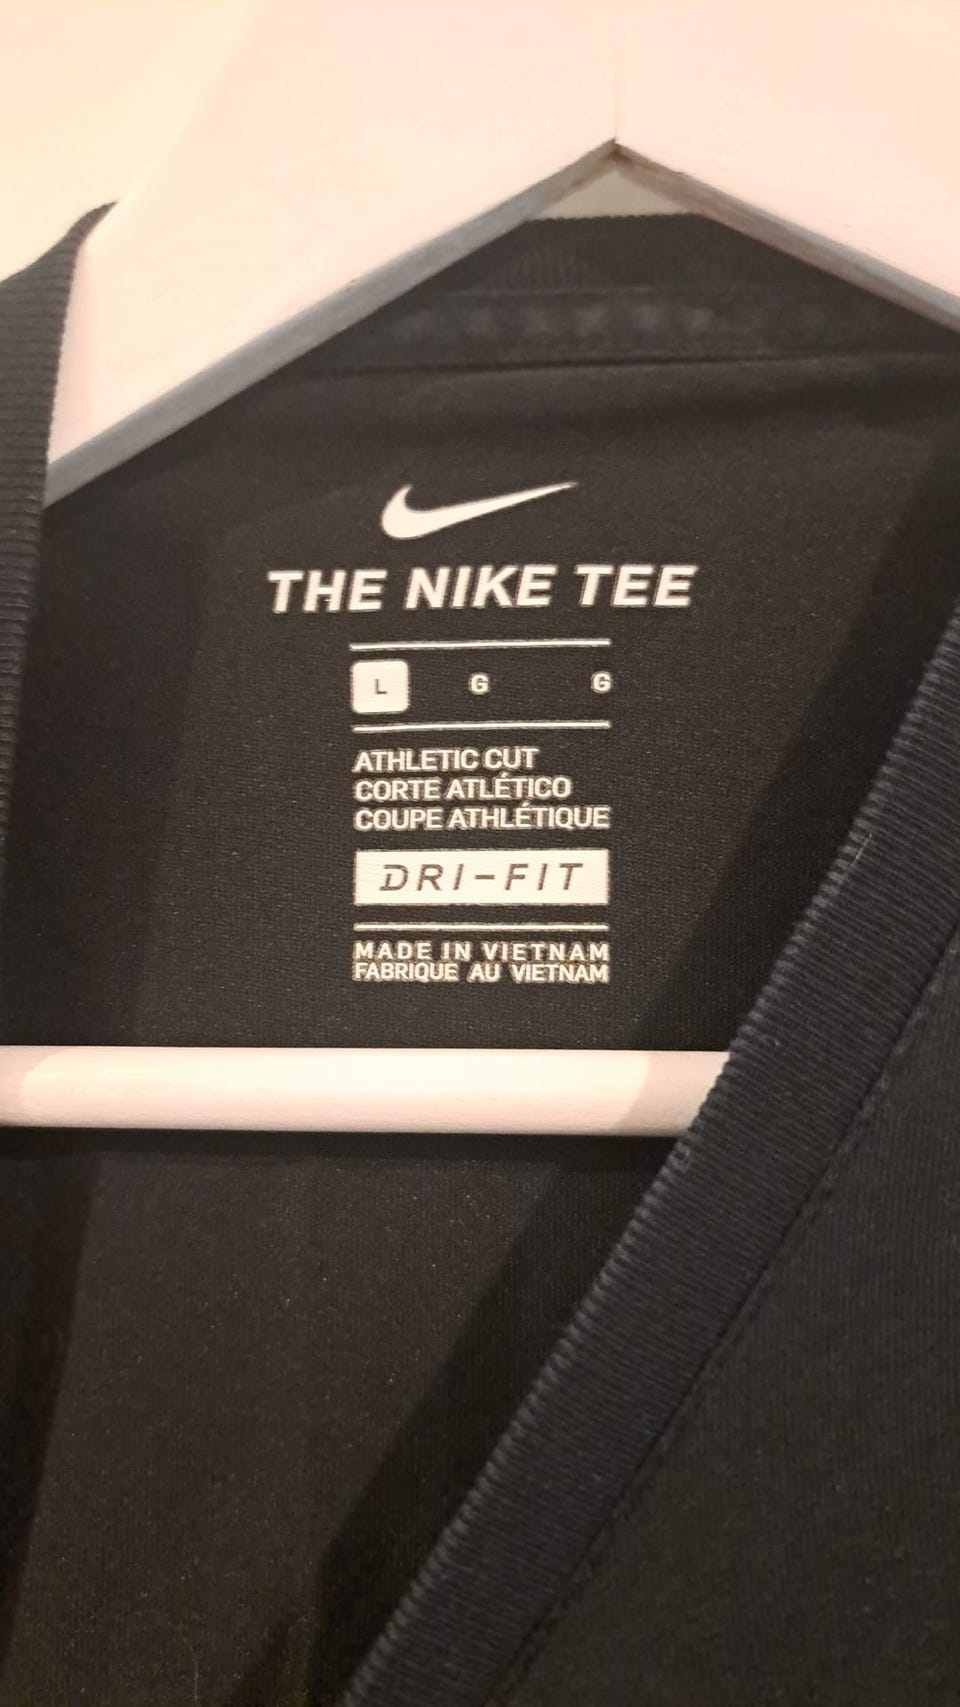 THE NIKE TEE
L G G
ATHLETIC CUT
CORTE ATLÉTICO
COUPE ATHLÉTIQUE
DRI-FIT
MADE IN VIETNAM
FABRIQUE AU VIETNAM